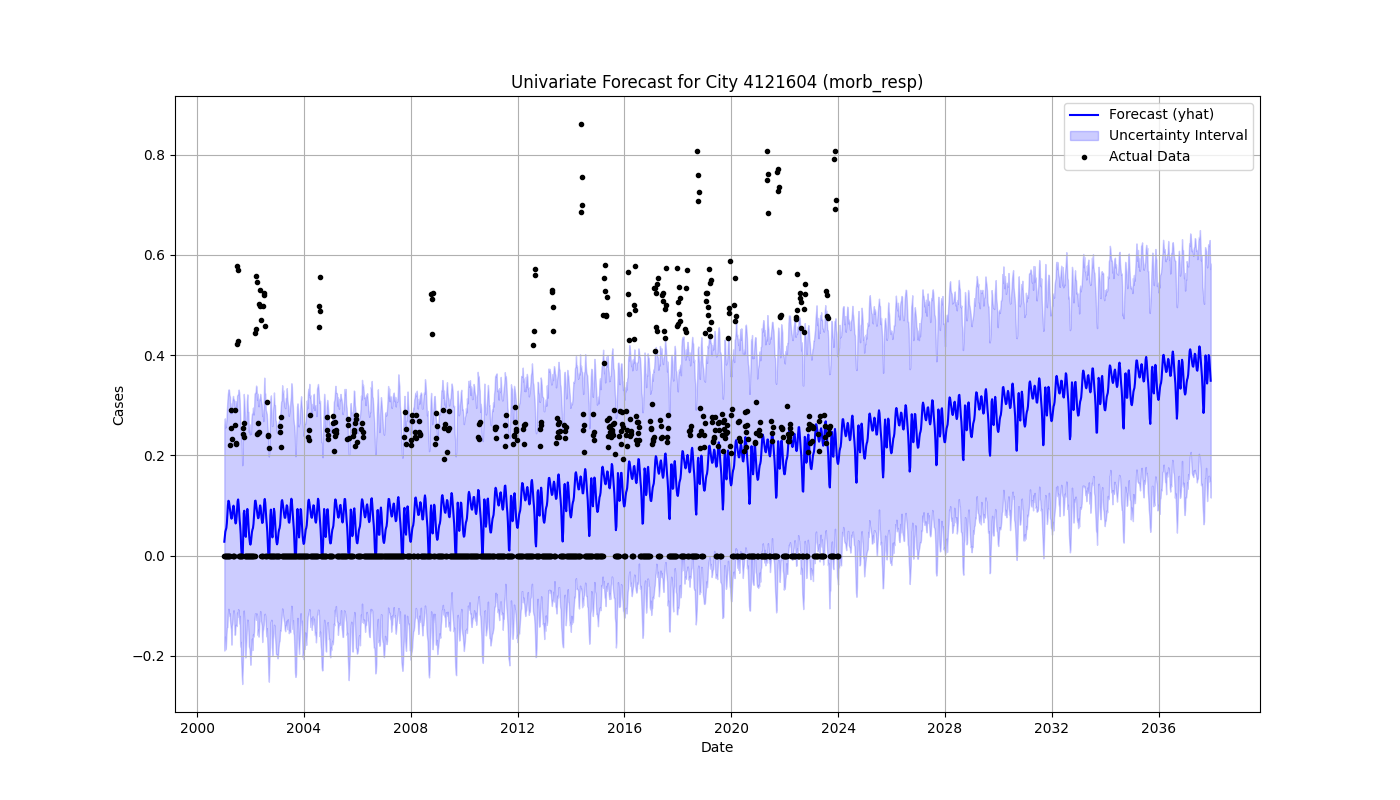 Univariate Forecast for City 4121604 (morb_resp)
Forecast (yhat)
Uncertainty Interval
Actual Data
Cases
0.8
0.6
0.4
0.2
0.0
−0.2
2000 2004 2008 2012 2016 2020 2024 2028 2032 2036
Date